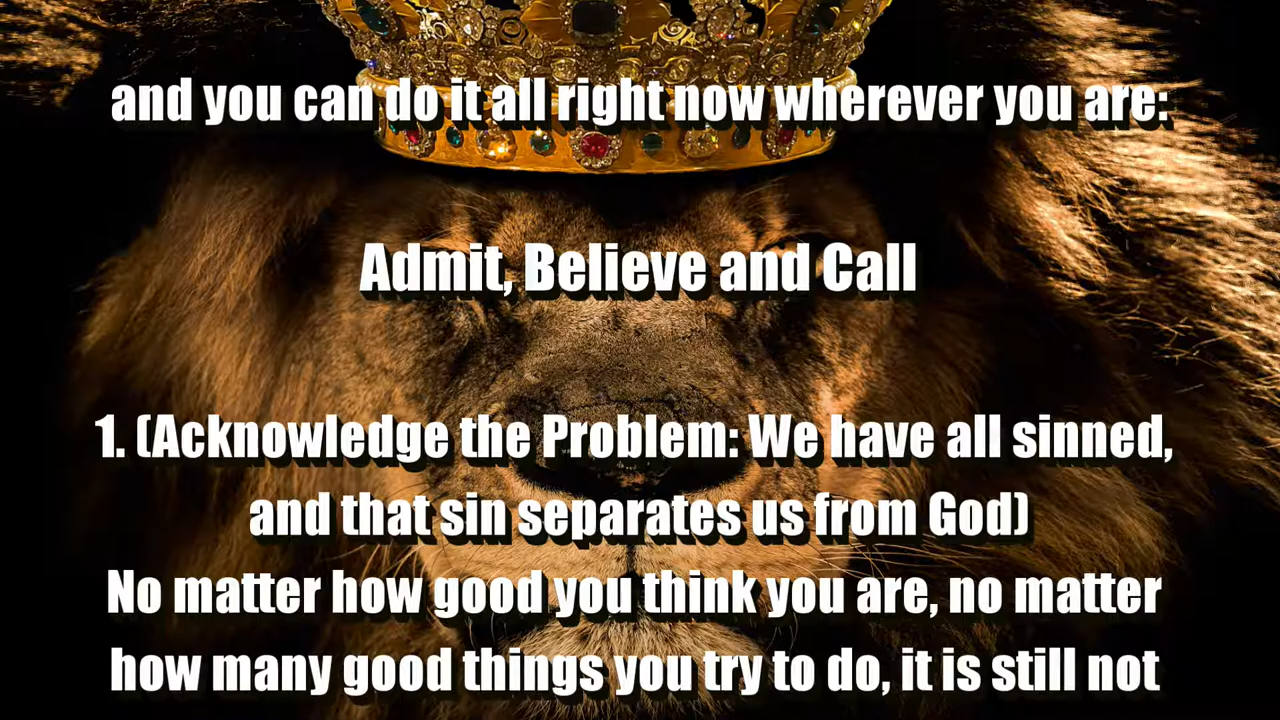 and you can do it all right now wherever you are:
Admit, Believe and Call
1. (Acknowledge the Problem: We have all sinned,
and that sin separates us from God)
No matter how good you think you are, no matter
how many good things you try to do, it is still not